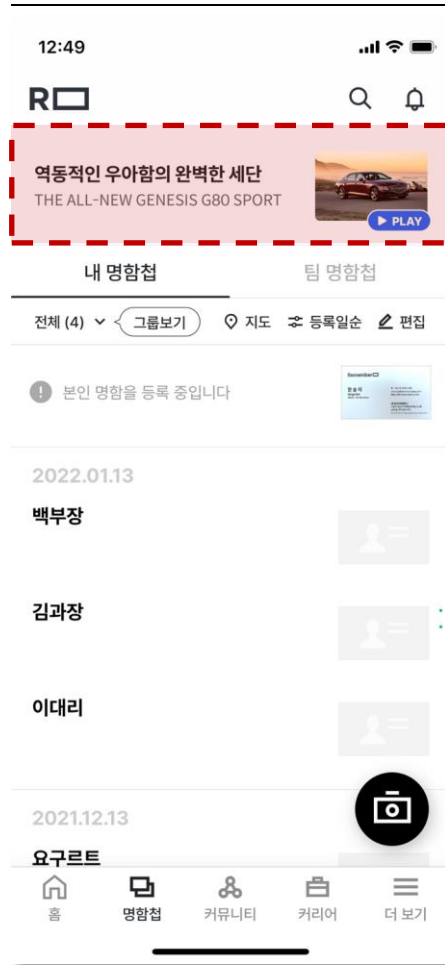 12:49
R
역동적인 우아함의 완벽한 세단
THE ALL-NEW GENESIS G80 SPORT
PLAY
내 명함첩
팀 명함첩
전체 (4)
그룹보기
지도
등록일순
편집
본인 명함을 등록 중입니다
2022.01.13
백부장
김과장
이대리
2021.12.13
요구르트
홈
명함첩
커뮤니티
커리어
더 보기